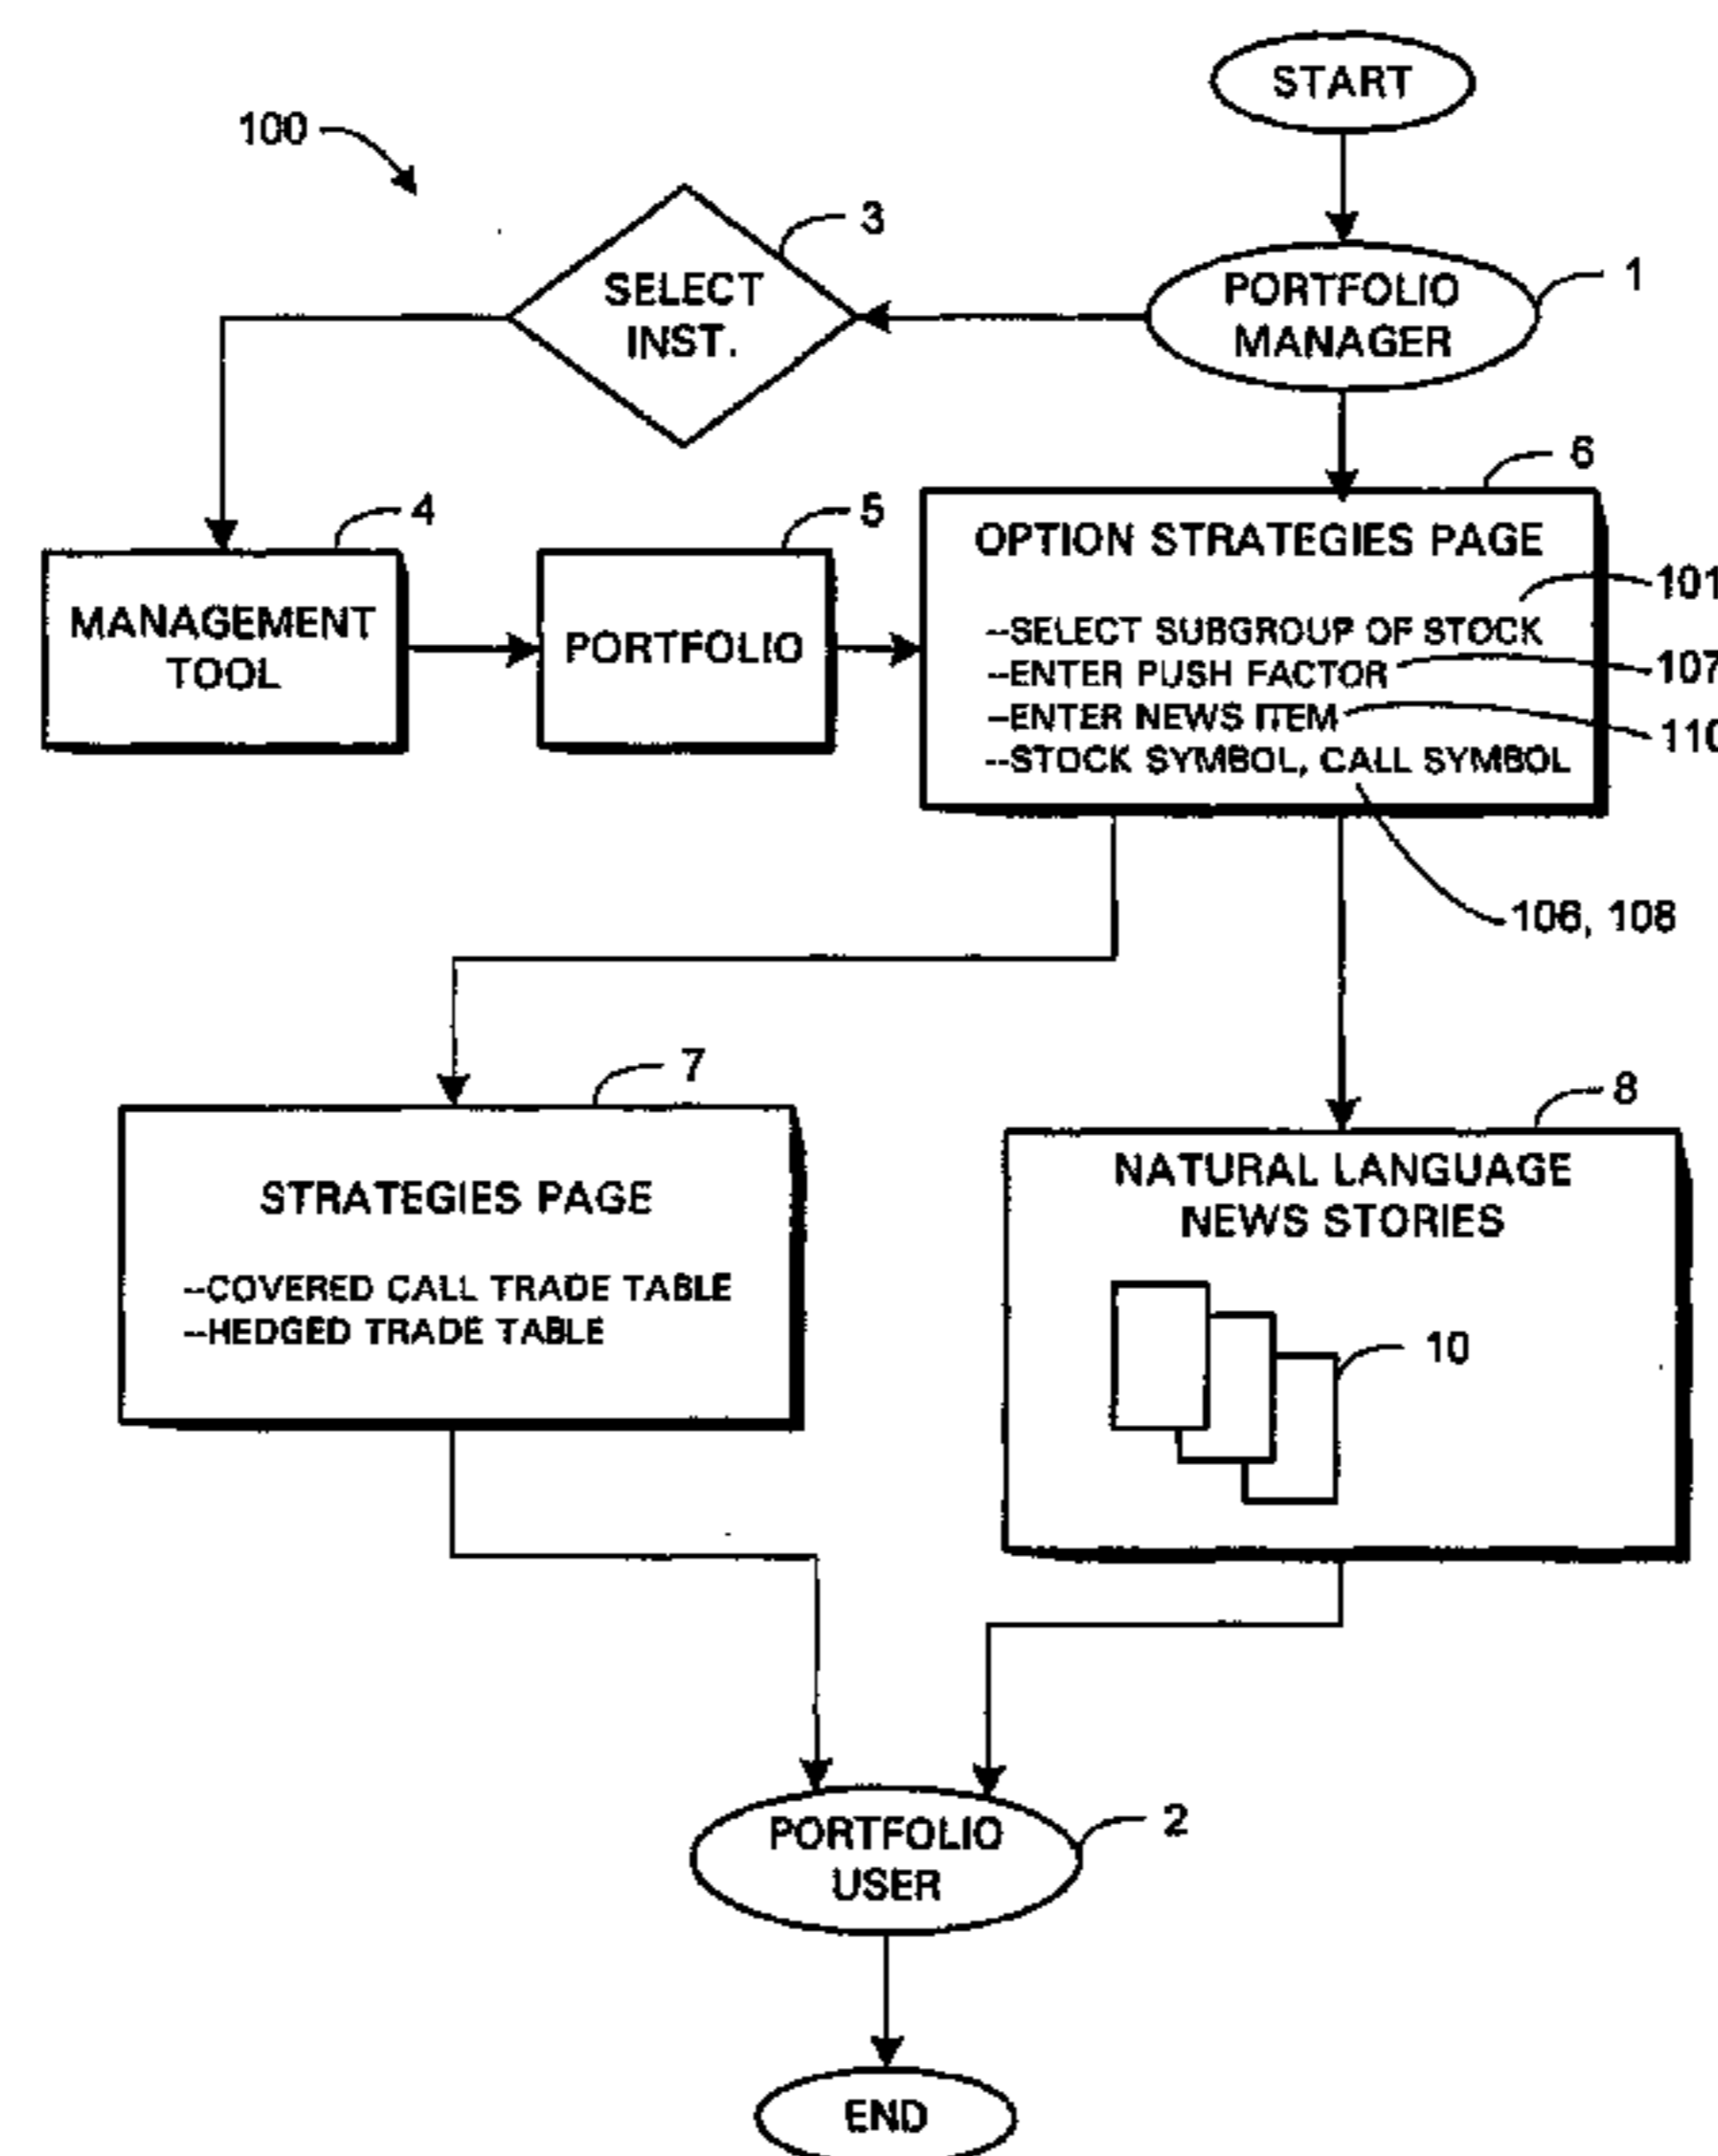 START
100
3
SELECT
INST.
1
PORTFOLIO
MANAGER
4
MANAGEMENT
TOOL
5
PORTFOLIO
6
OPTION STRATEGIES PAGE
101
--SELECT SUBGROUP OF STOCK
--ENTER PUSH FACTOR
107
--ENTER NEWS ITEM
110
--STOCK SYMBOL, CALL SYMBOL
106, 108
7
STRATEGIES PAGE
--COVERED CALL TRADE TABLE
--HEDGED TRADE TABLE
8
NATURAL LANGUAGE
NEWS STORIES
10
2
PORTFOLIO
USER
END